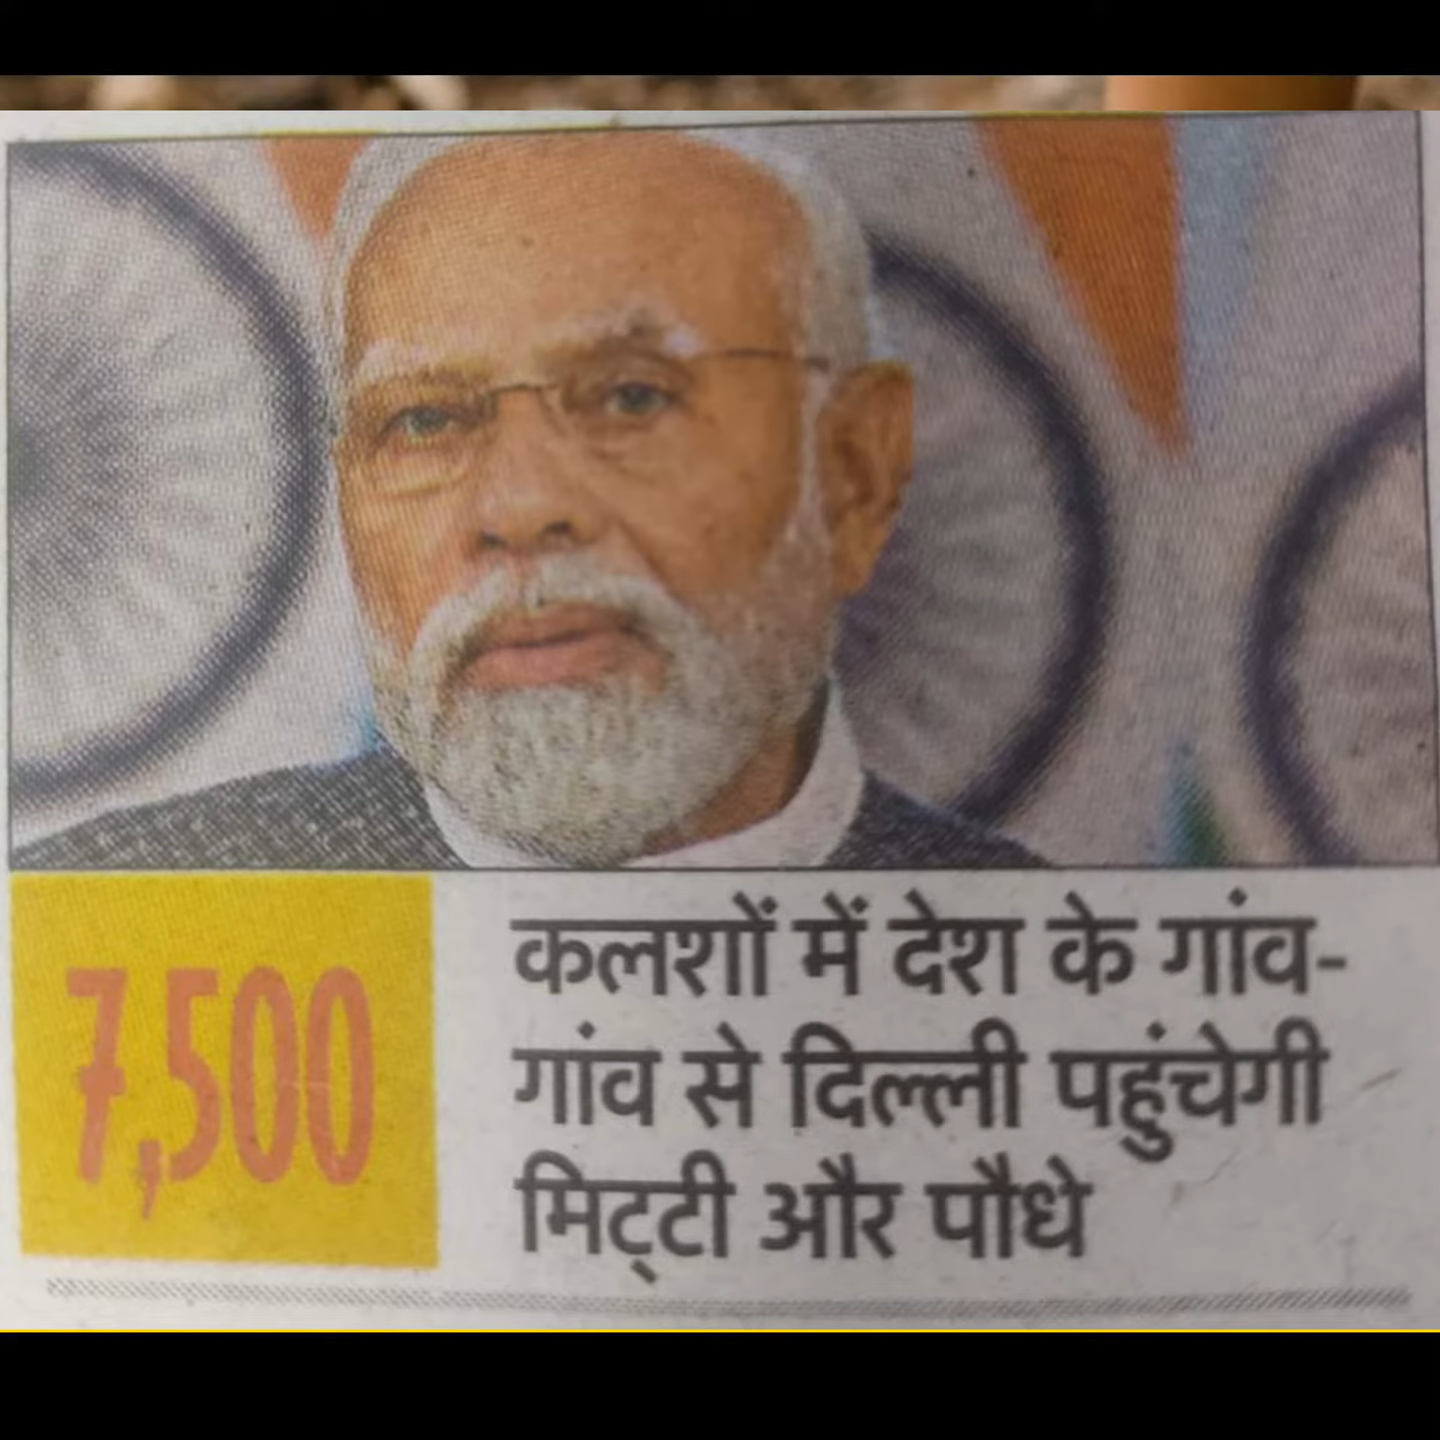 7,500
कलशों में देश के गांव-
गांव से दिल्ली पहुंचेगी
मिट्टी और पौधे